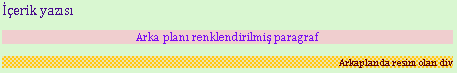 İçerik yazısı
Arka planı renklendirilmiş paragraf
Arkaplanda resim olan div